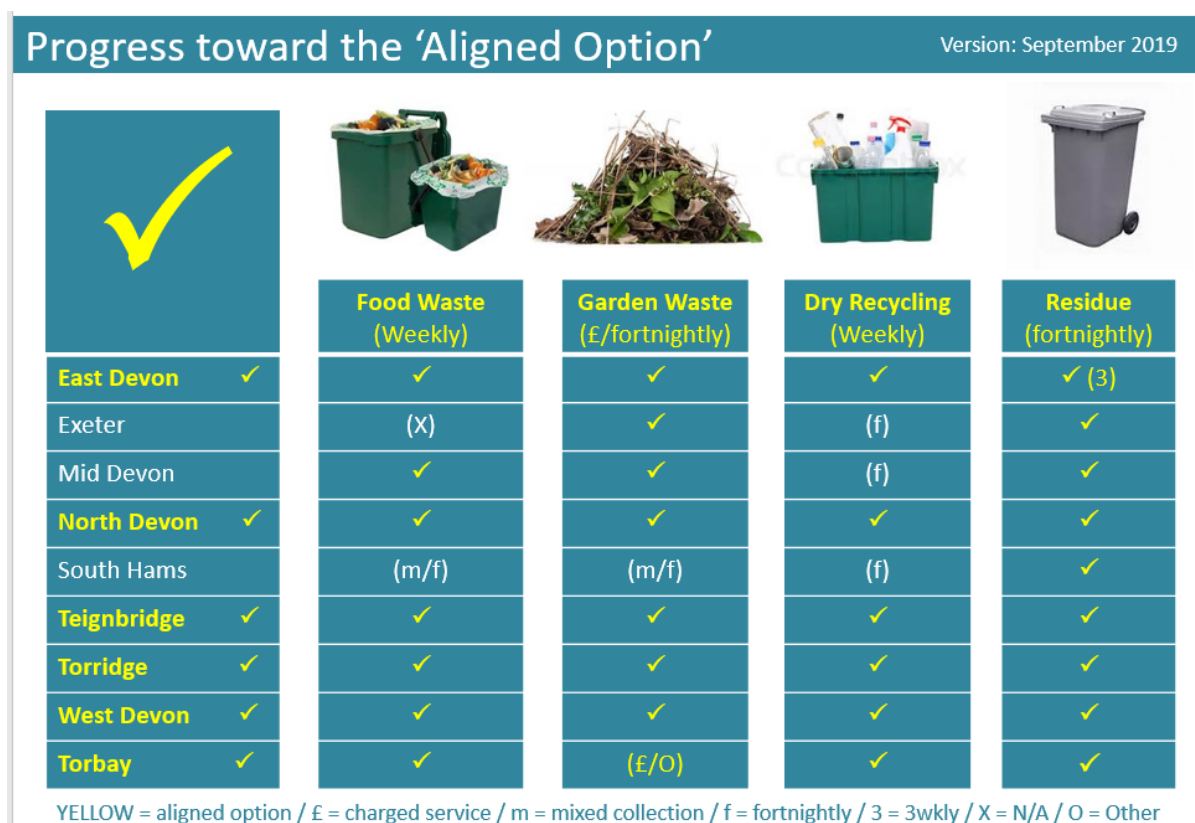 Progress toward the 'Aligned Option' Version: September 2019
Food Waste Garden Waste Dry Recycling Residue
(Weekly) (£/fortnightly) (Weekly) (fortnightly)
East Devon ✓ ✓ ✓ ✓ ✓ (3)
Exeter (X) ✓ (f) ✓
Mid Devon ✓ ✓ (f) ✓
North Devon ✓ ✓ ✓ ✓ ✓
South Hams (m/f) (m/f) (f) ✓
Teignbridge ✓ ✓ ✓ ✓ ✓
Torridge ✓ ✓ ✓ ✓ ✓
West Devon ✓ ✓ ✓ ✓ ✓
Torbay ✓ ✓ (£/O) ✓ ✓
YELLOW = aligned option / £ = charged service / m = mixed collection / f = fortnightly / 3 = 3wkly / X = N/A / O = Other